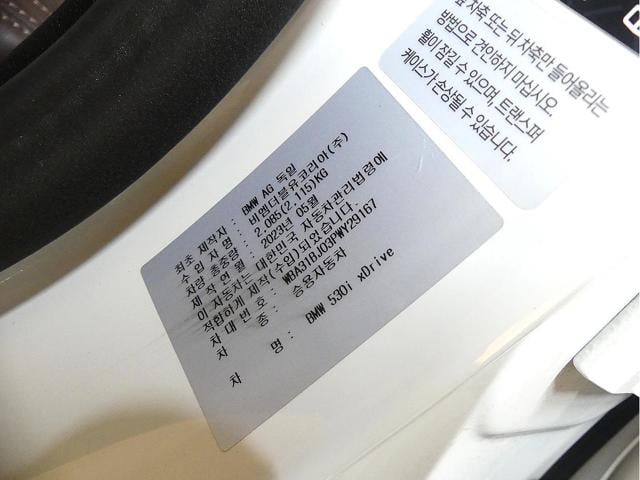 앞 차축 또는 뒤 차축만 들어올리는
방법으로 견인하지 마십시오.
휠이 잠길 수 있으며, 트랜스퍼
케이스가 손상될 수 있습니다.
최초 제작자 : BMW AG 독일
수 입 자 명 : 비엠더블유코리아(주)
차량 총중량 : 2,085(2,115)KG
제 작 연 월 : 2023년 05월
이 자동차는 대한민국 자동차관리법령에
적합하게 제작(수입)되었습니다.
차 대 번 호 : WBA31BJ03PWY29167
차 종 : 승용자동차
차 명 : BMW 530i xDrive